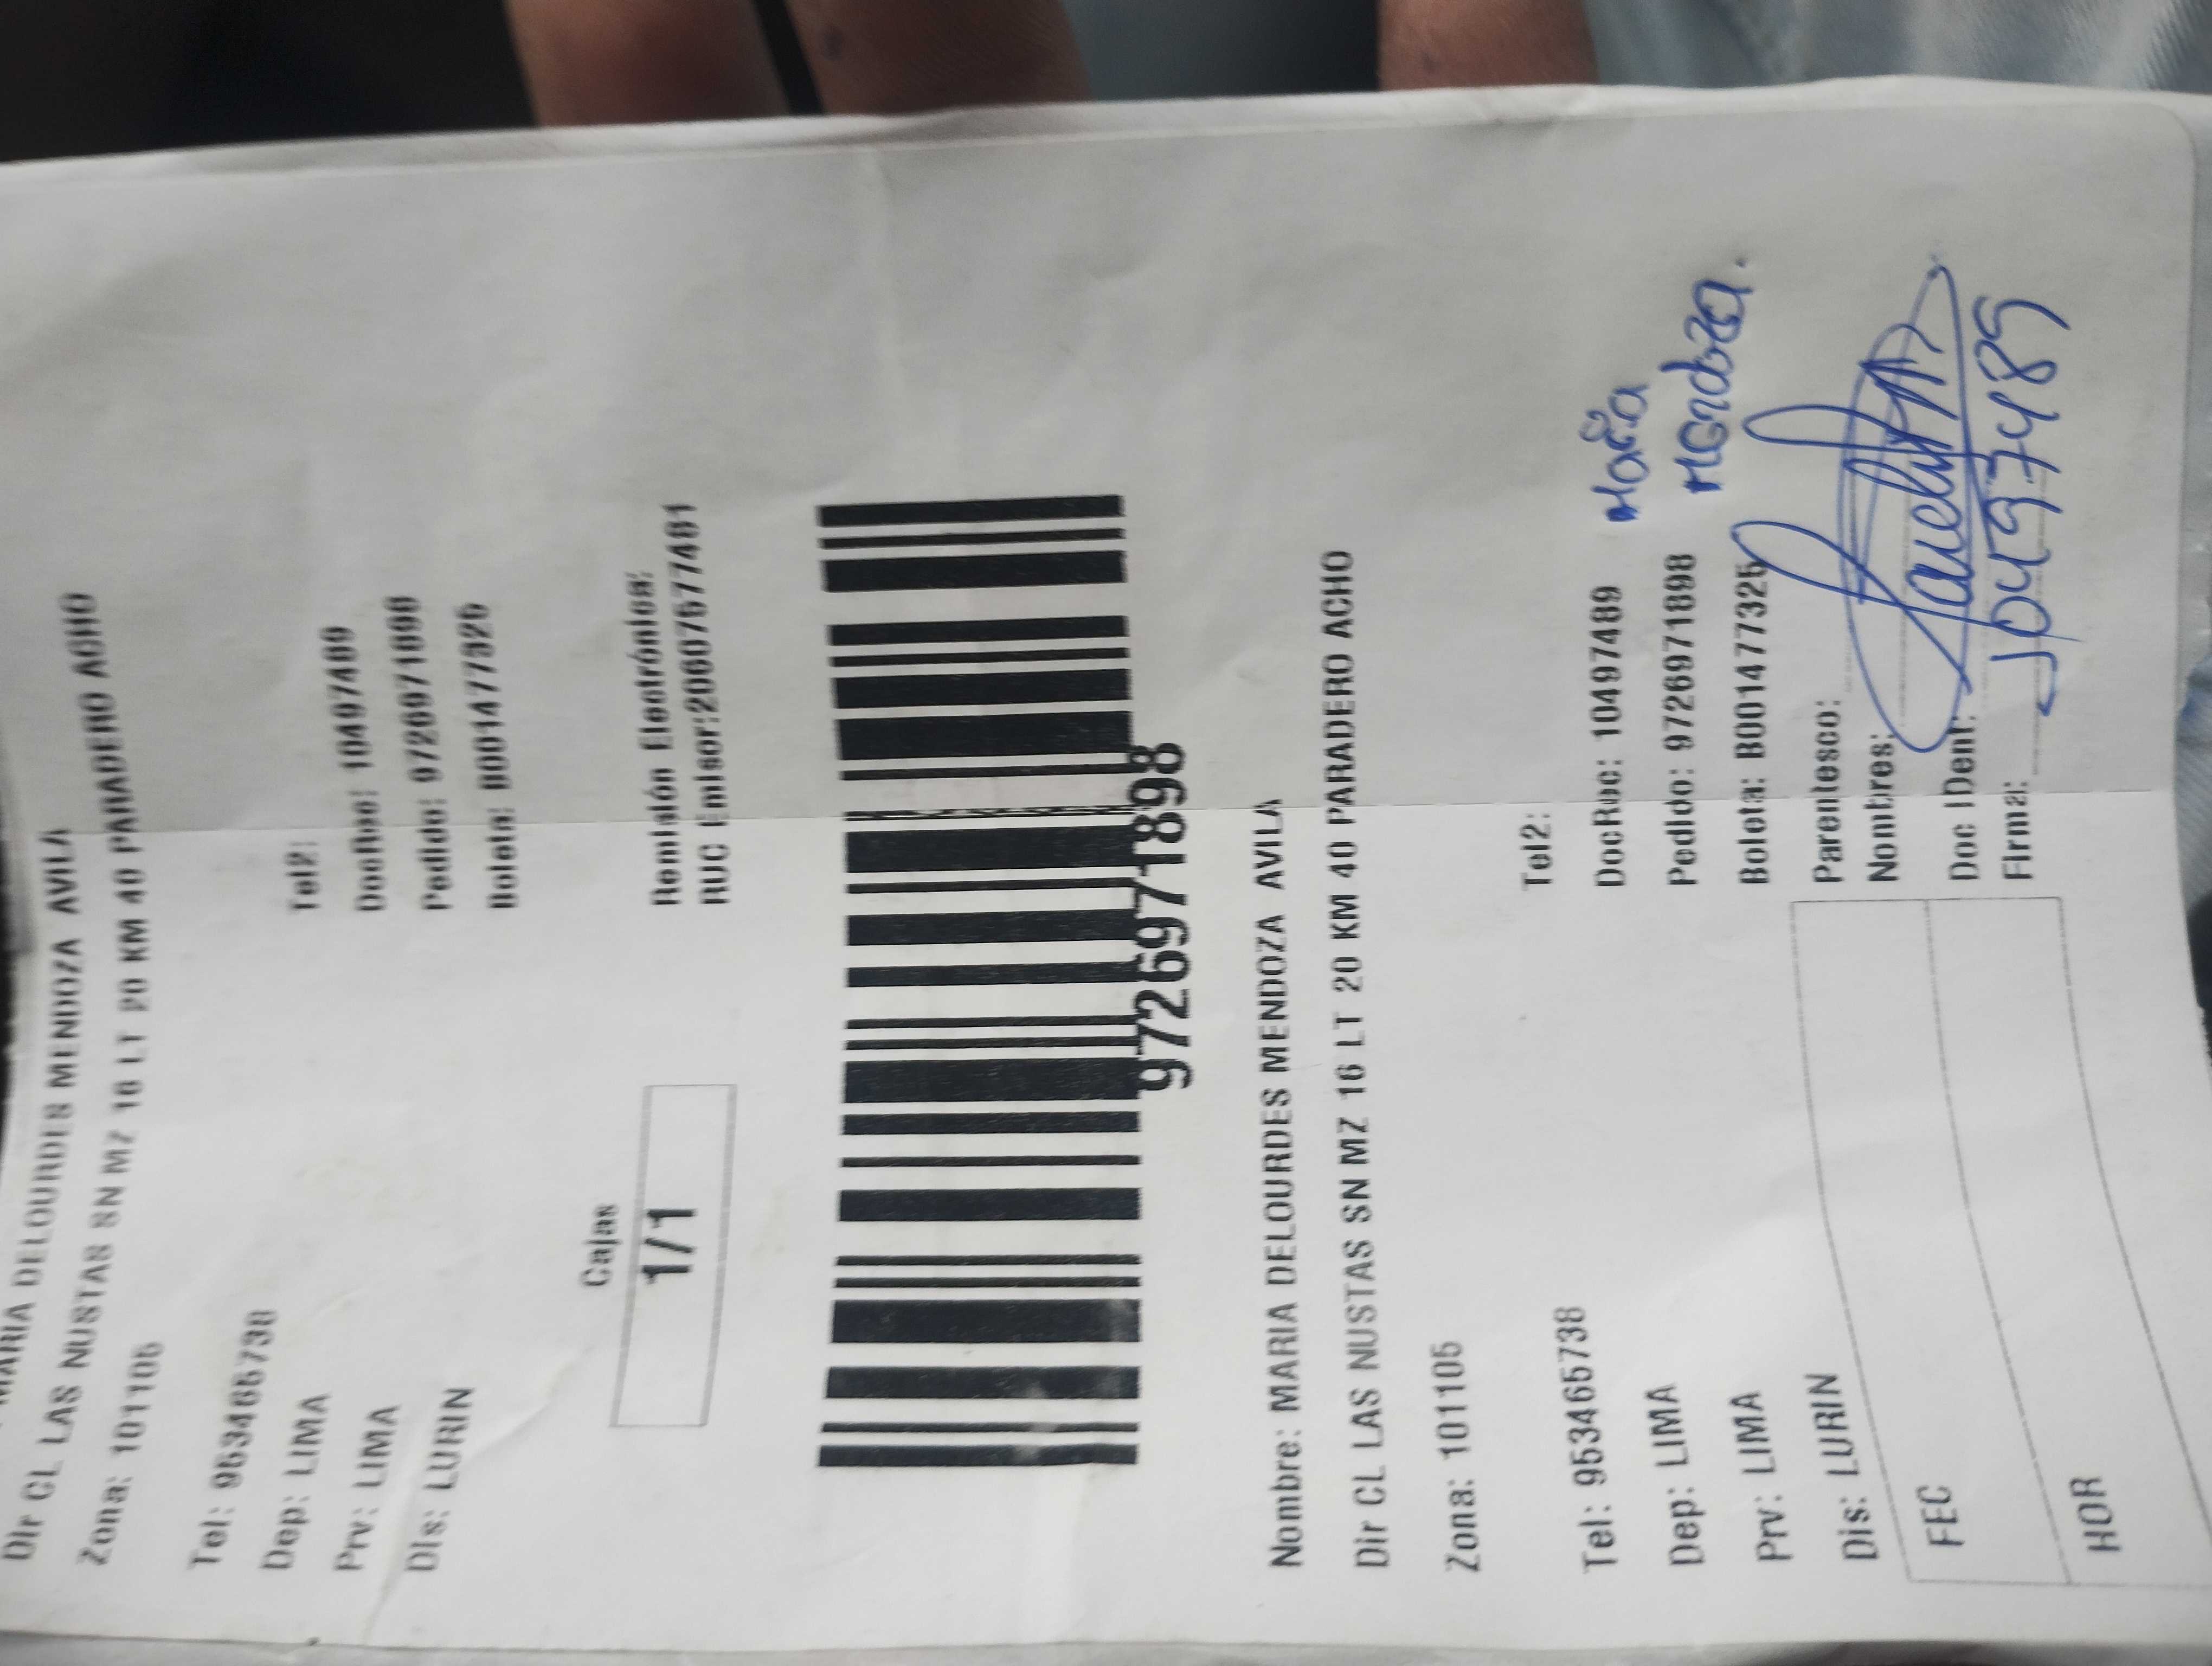 MARIA DELOURDES MENDOZA AVILA
Dir CL LAS NUSTAS SN MZ 16 LT 20 KM 40 PARADERO ACHO
Zona: 101105
Tel: 953465738
Tel2:
Dep: LIMA
DocRuc: 10497489
Prv: LIMA
Pedido: 9726971898
Dis: LURIN
Boleta: B001477325
Cajas
1/1
Remisión Electrónica:
RUC Emisor:20607577481
9726971898
Nombre: MARIA DELOURDES MENDOZA AVILA
Dir CL LAS NUSTAS SN MZ 16 LT 20 KM 40 PARADERO ACHO
Zona: 101105
Tel: 953465738
Tel2:
Dep: LIMA
DocRuc: 10497489
María
Prv: LIMA
Pedido: 9726971898
Mendoza.
Dis: LURIN
Boleta: B001477325
FEC
Parentesco:
Nombres:
Doc IDent:
HOR
Firma:
10497489